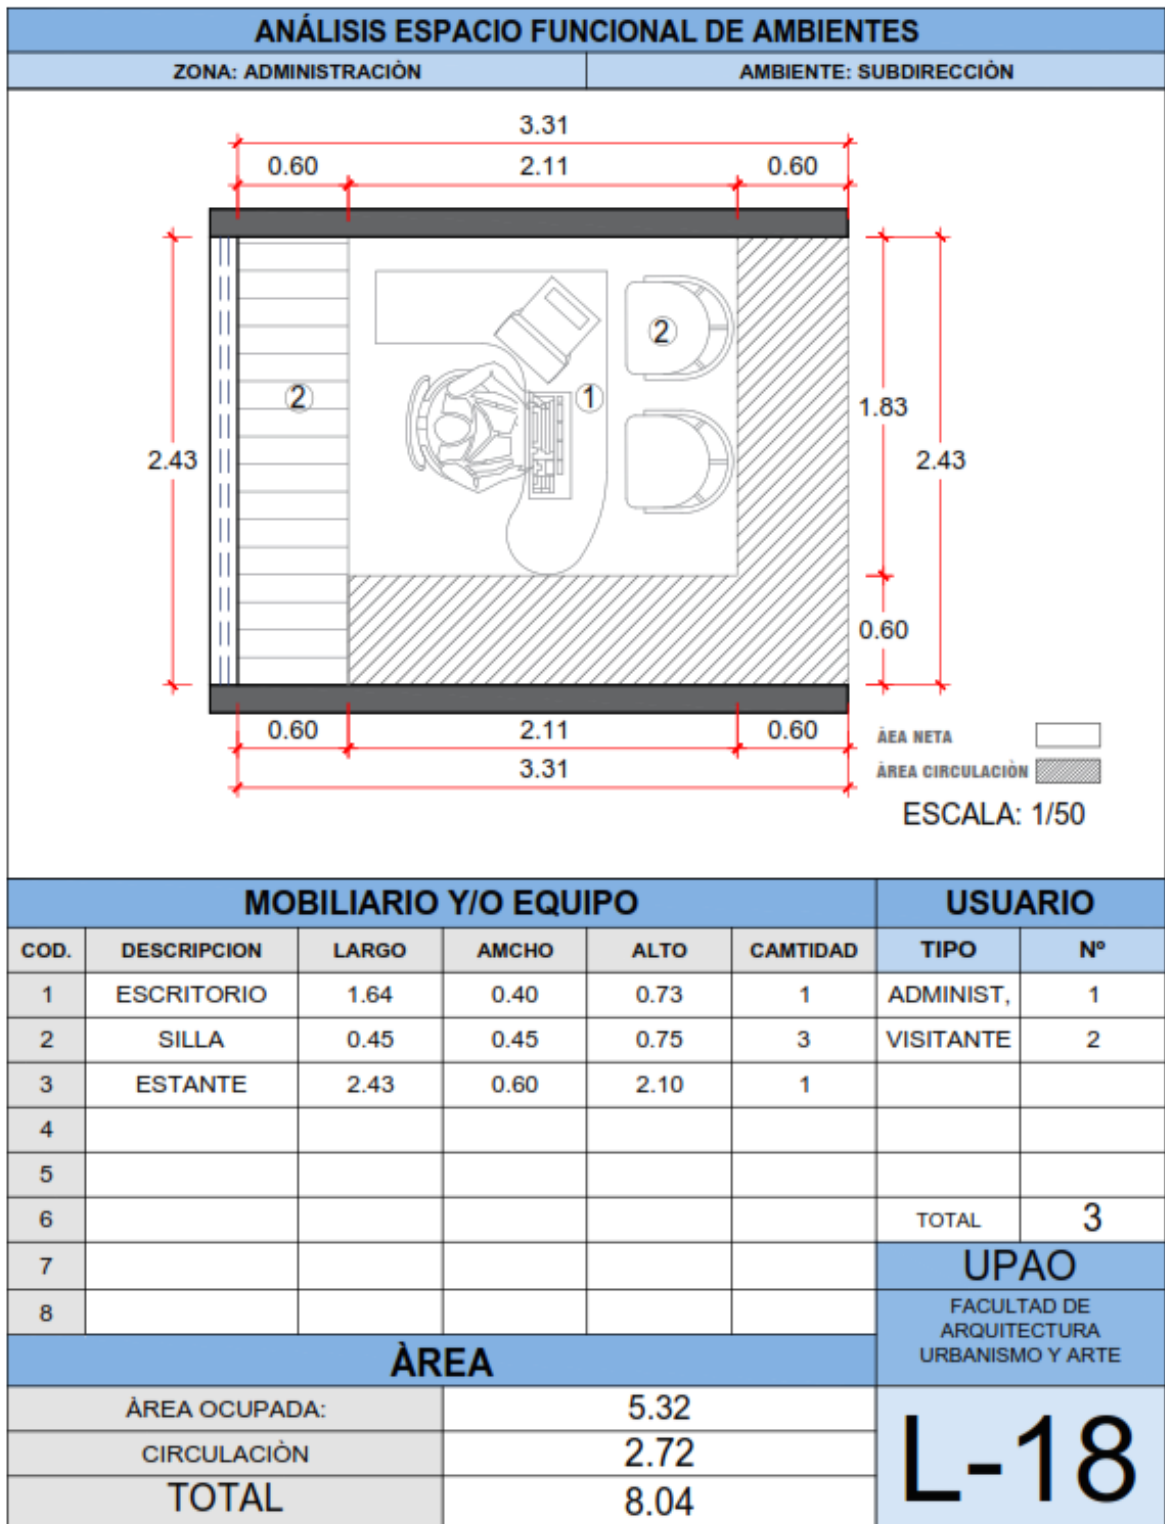 ANÁLISIS ESPACIO FUNCIONAL DE AMBIENTES
ZONA: ADMINISTRACIÒN
AMBIENTE: SUBDIRECCIÒN
3.31
0.60 2.11 0.60
2
1
2
2.43
1.83
2.43
0.60
0.60 2.11 0.60
3.31
ÀEA NETA
ÀREA CIRCULACIÒN
ESCALA: 1/50
MOBILIARIO Y/O EQUIPO USUARIO
COD. DESCRIPCION LARGO AMCHO ALTO CAMTIDAD TIPO Nº
1 ESCRITORIO 1.64 0.40 0.73 1 ADMINIST, 1
2 SILLA 0.45 0.45 0.75 3 VISITANTE 2
3 ESTANTE 2.43 0.60 2.10 1
4
5
6 TOTAL 3
7
8
UPAO
FACULTAD DE
ARQUITECTURA
URBANISMO Y ARTE
ÀREA
ÀREA OCUPADA: 5.32
CIRCULACIÒN 2.72
TOTAL 8.04
L-18